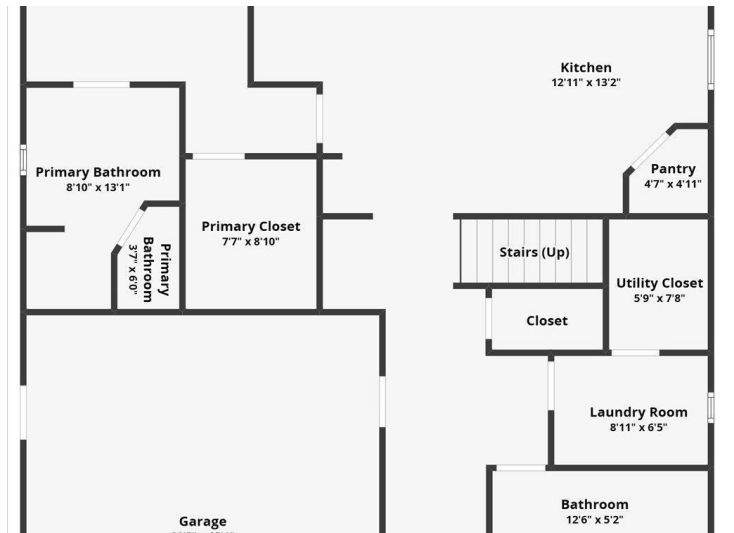 Kitchen
12'11" x 13'2"
Pantry
4'7" x 4'11"
Primary Bathroom
8'10" x 13'1"
Primary Closet
7'7" x 8'10"
Primary
Bathroom
3'7" x 6'0"
Stairs (Up)
Utility Closet
5'9" x 7'8"
Closet
Laundry Room
8'11" x 6'5"
Bathroom
12'6" x 5'2"
Garage